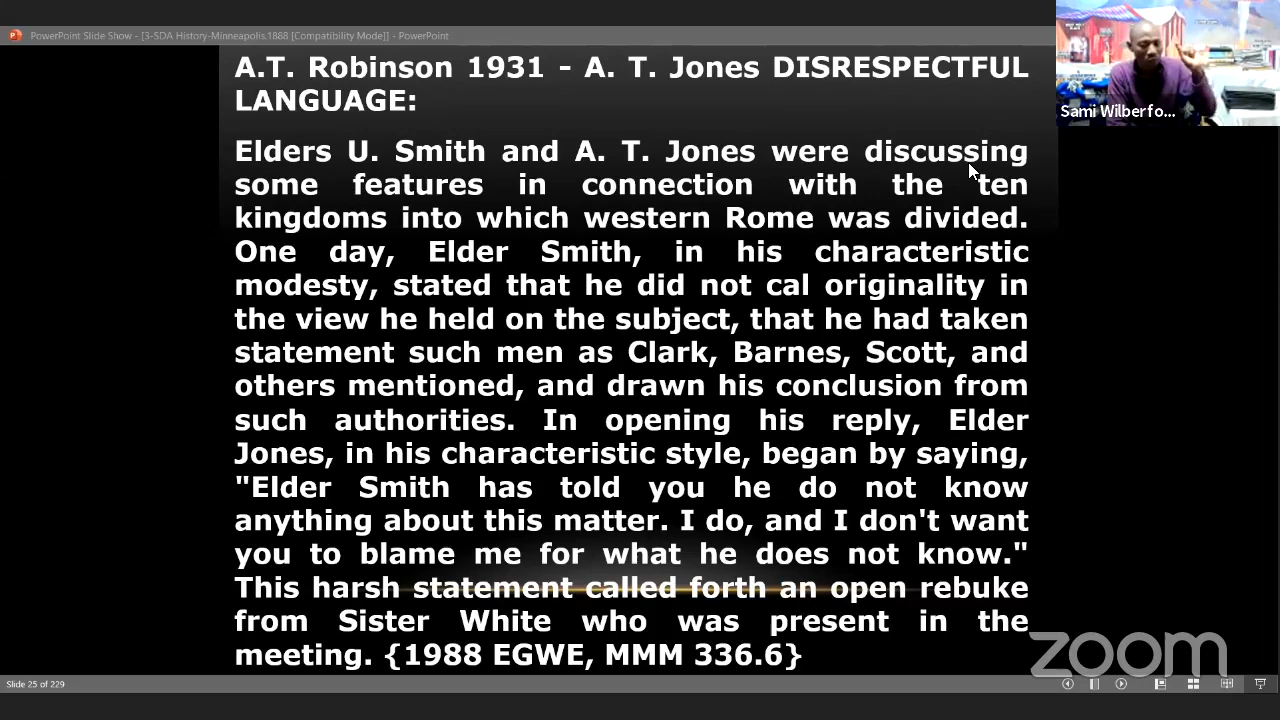 PowerPoint Slide Show - [3-SDA History-Minneapolis.1888 [Compatibility Mode]] - PowerPoint
A.T. Robinson 1931 - A. T. Jones DISRESPECTFUL
LANGUAGE:
Elders U. Smith and A. T. Jones were discussing
some features in connection with the ten
kingdoms into which western Rome was divided.
One day, Elder Smith, in his characteristic
modesty, stated that he did not cal originality in
the view he held on the subject, that he had taken
statement such men as Clark, Barnes, Scott, and
others mentioned, and drawn his conclusion from
such authorities. In opening his reply, Elder
Jones, in his characteristic style, began by saying,
"Elder Smith has told you he do not know
anything about this matter. I do, and I don't want
you to blame me for what he does not know."
This harsh statement called forth an open rebuke
from Sister White who was present in the
meeting. {1988 EGWE, MMM 336.6}
Sami Wilberfo...
zoom
Slide 25 of 229